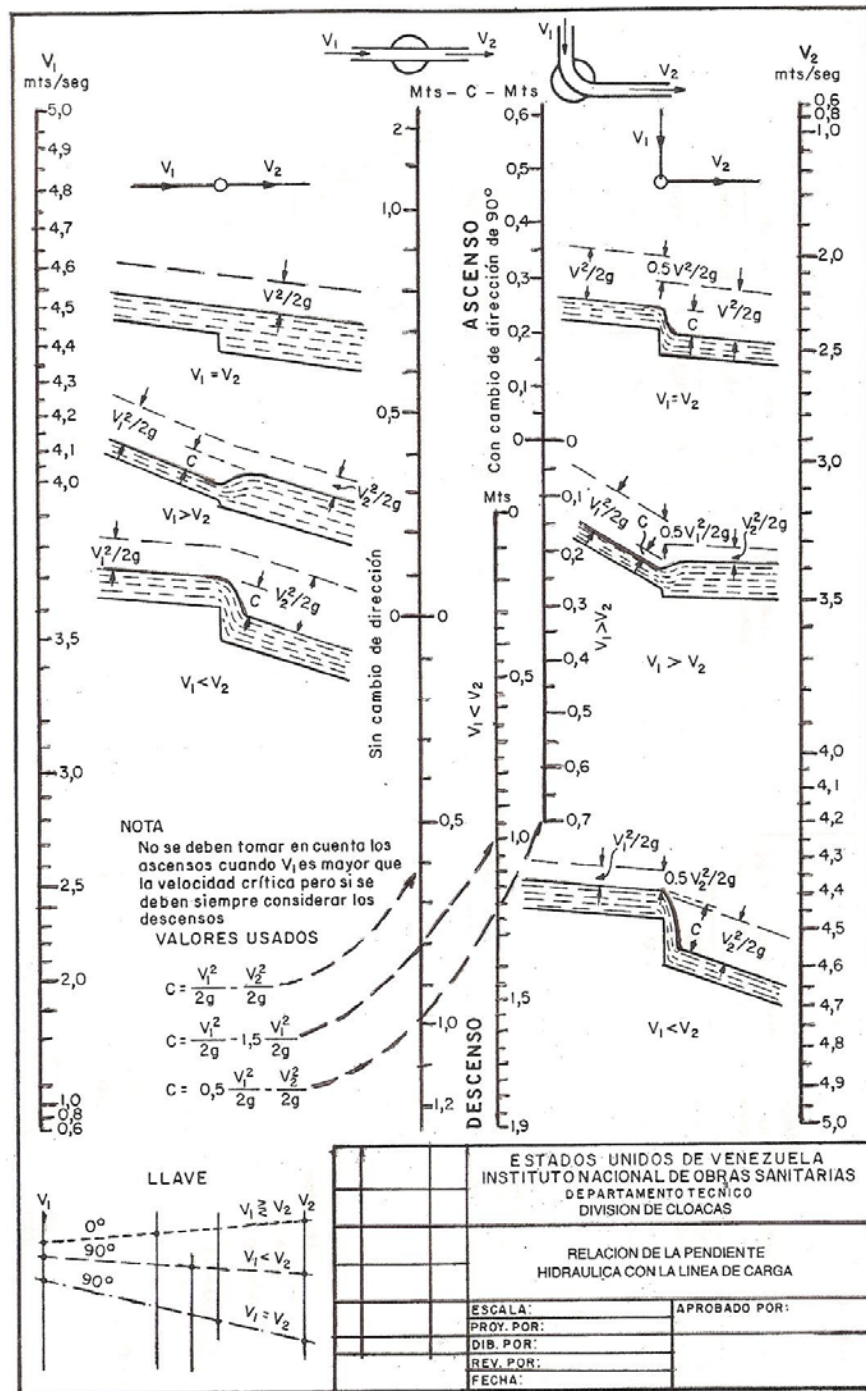 V₁
mts/seg
5,0
4,9
4,8
4,7
4,6
4,5
4,4
4,3
4,2
4,1
4,0
3,5
3,0
2,5
2,0
1,0
0,8
0,6
V₁
V₂
V₁
V₂
Mts - C - Mts
V₂
mts/seg
0,6
0,8
1,0
2,0
2,5
3,0
3,5
4,0
4,1
4,2
4,3
4,4
4,5
4,6
4,7
4,8
4,9
5,0
2
1,0
0,5
0
0,5
1,0
1,2
0,6
0,5
0,4
0,3
0,2
0,1
0
0
0,1
0,2
0,3
0,4
0,5
0,6
0,7
Mts
0
0,5
1,0
1,5
1,9
ASCENSO
Con cambio de dirección de 90°
Sin cambio de dirección
V₁ < V₂
V₁ > V₂
DESCENSO
V₁
V₂
V²/2g
V₁ = V₂
V₁²/2g
C
V₂²/2g
V₁ > V₂
V₁²/2g
C
V₂²/2g
V₁ < V₂
V₁
V₂
V²/2g
0.5 V²/2g
V²/2g
C
V₁ = V₂
V₁²/2g
C
0.5 V₁²/2g
V₂²/2g
V₁ > V₂
V₁²/2g
0.5 V₂²/2g
C
V₂²/2g
V₁ < V₂
NOTA
No se deben tomar en cuenta los
ascensos cuando V₁ es mayor que
la velocidad crítica pero si se
deben siempre considerar los
descensos
VALORES USADOS
C = V₁²/2g - V₂²/2g
C = V₁²/2g - 1,5 V₁²/2g
C = 0,5 V₁²/2g - V₂²/2g
LLAVE
V₁
V₂
0°
V₁ ⪌ V₂
90°
V₁ < V₂
90°
V₁ = V₂
ESTADOS UNIDOS DE VENEZUELA
INSTITUTO NACIONAL DE OBRAS SANITARIAS
DEPARTAMENTO TECNICO
DIVISION DE CLOACAS
RELACION DE LA PENDIENTE
HIDRAULICA CON LA LINEA DE CARGA
ESCALA:
APROBADO POR:
PROY. POR:
DIB. POR:
REV. POR:
FECHA: